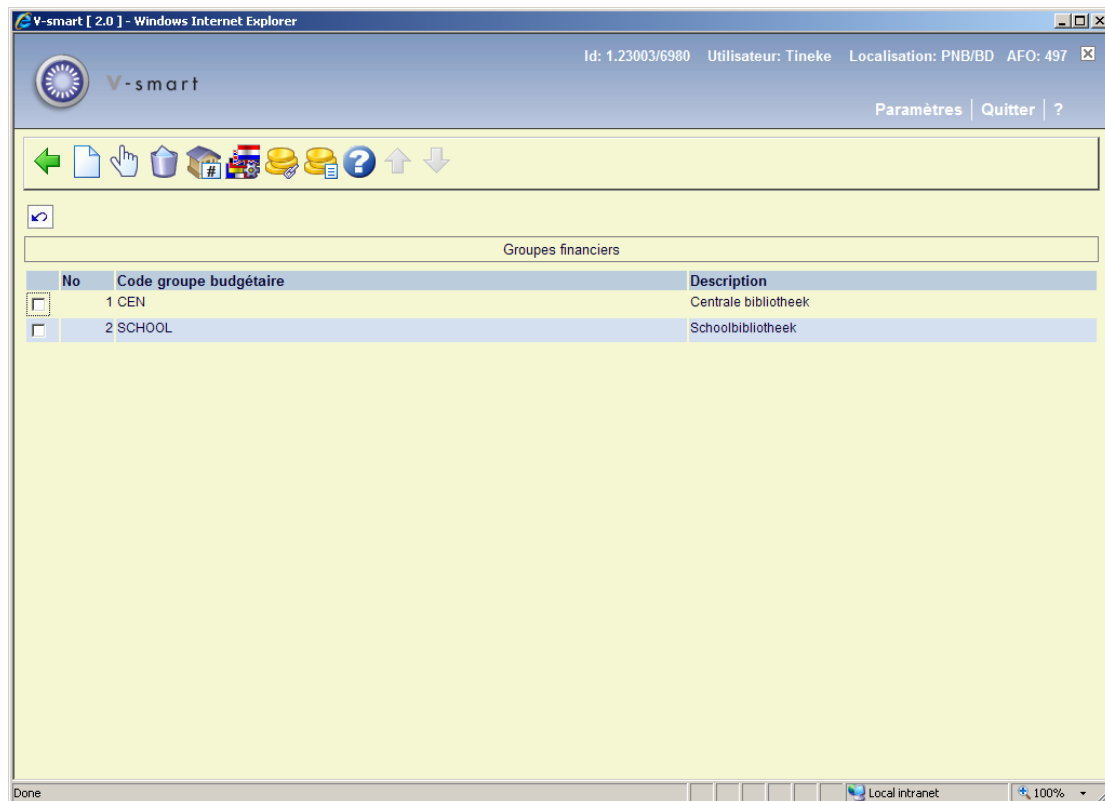 V-smart [ 2.0 ] - Windows Internet Explorer
Id: 1.23003/6980 Utilisateur: Tineke Localisation: PNB/BD AFO: 497
V-smart
Paramètres Quitter ?
#
Groupes financiers
No Code groupe budgétaire Description
1 CEN Centrale bibliotheek
2 SCHOOL Schoolbibliotheek
Done Local intranet 100%